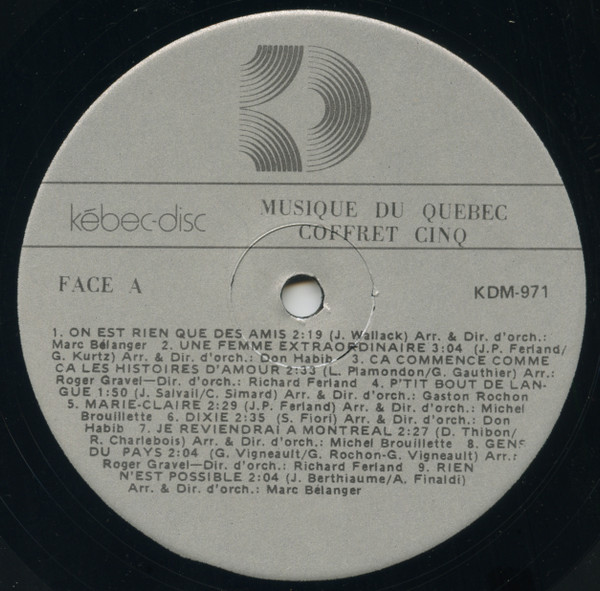 kébec-disc
MUSIQUE DU QUEBEC
COFFRET CINQ
FACE A
KDM-971
1. ON EST RIEN QUE DES AMIS 2:19 (J. Wallack) Arr. & Dir. d'orch.:
Marc Bélanger 2. UNE FEMME EXTRAORDINAIRE 3:04 (J.P. Ferland/
G. Kurtz) Arr. & Dir. d'orch.: Don Habib 3. CA COMMENCE COMME
CA LES HISTOIRES D'AMOUR 2:33 (L. Plamondon/G. Gauthier) Arr.:
Roger Gravel—Dir. d'orch.: Richard Ferland 4. P'TIT BOUT DE LAN-
GUE 1:50 (J. Salvail/C. Simard) Arr. & Dir. d'orch.: Gaston Rochon
5. MARIE-CLAIRE 2:29 (J.P. Ferland) Arr. & Dir. d'orch.: Michel
Brouillette 6. DIXIE 2:35 (S. Fiori) Arr. & Dir. d'orch.: Don
Habib 7. JE REVIENDRAI A MONTREAL 2:27 (D. Thibon/
R. Charlebois) Arr. & Dir. d'orch.: Michel Brouillette 8. GENS
DU PAYS 2:04 (G. Vigneault/G. Rochon-G. Vigneault) Arr.:
Roger Gravel—Dir. d'orch.: Richard Ferland 9. RIEN
N'EST POSSIBLE 2:04 (J. Berthiaume/A. Finaldi)
Arr. & Dir. d'orch.: Marc Bélanger